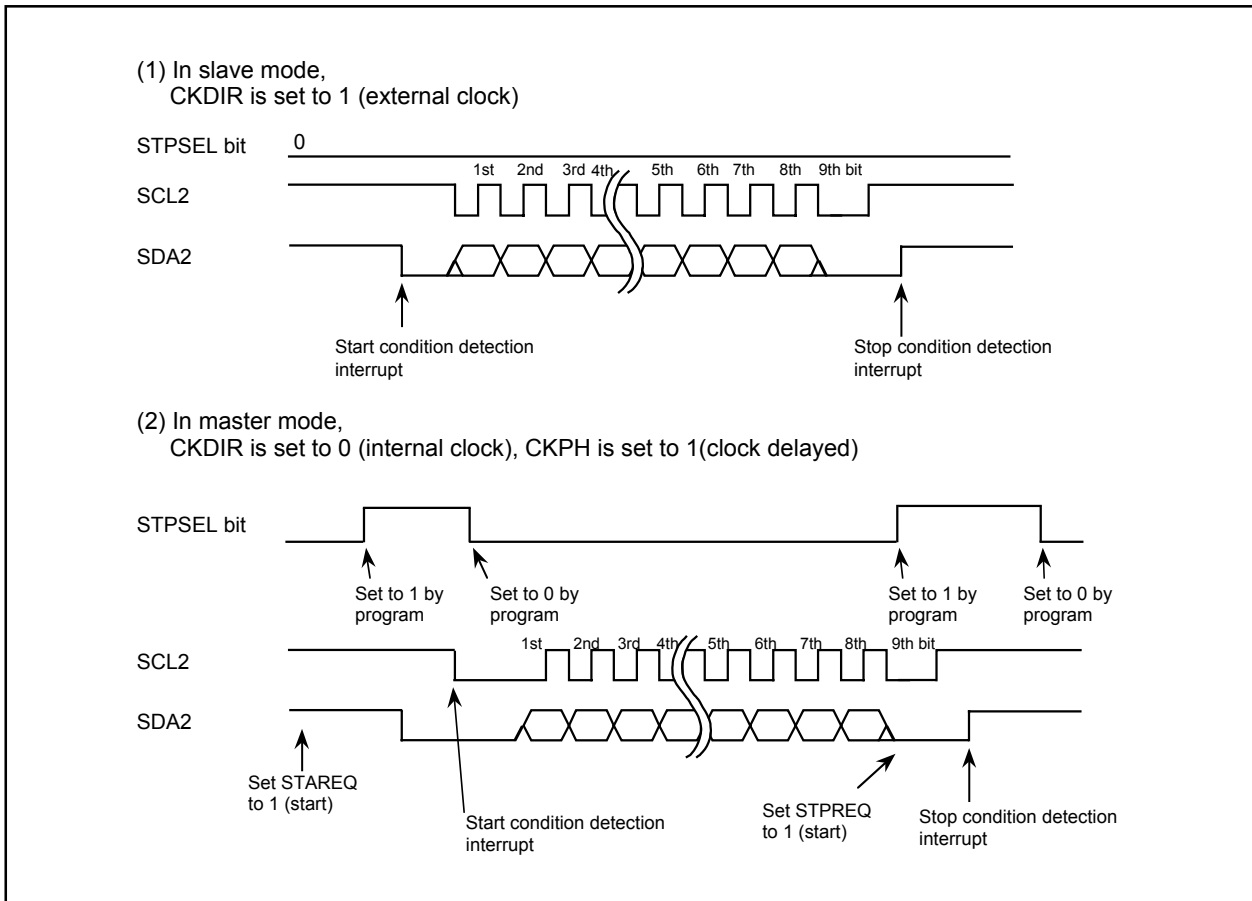 (1) In slave mode,
CKDIR is set to 1 (external clock)
STPSEL bit
0
1st 2nd 3rd 4th 5th 6th 7th 8th 9th bit
SCL2
SDA2
Start condition detection
interrupt
Stop condition detection
interrupt
(2) In master mode,
CKDIR is set to 0 (internal clock), CKPH is set to 1(clock delayed)
STPSEL bit
Set to 1 by
program
Set to 0 by
program
Set to 1 by
program
Set to 0 by
program
1st 2nd 3rd 4th 5th 6th 7th 8th 9th bit
SCL2
SDA2
Set STAREQ
to 1 (start)
Start condition detection
interrupt
Set STPREQ
to 1 (start)
Stop condition detection
interrupt